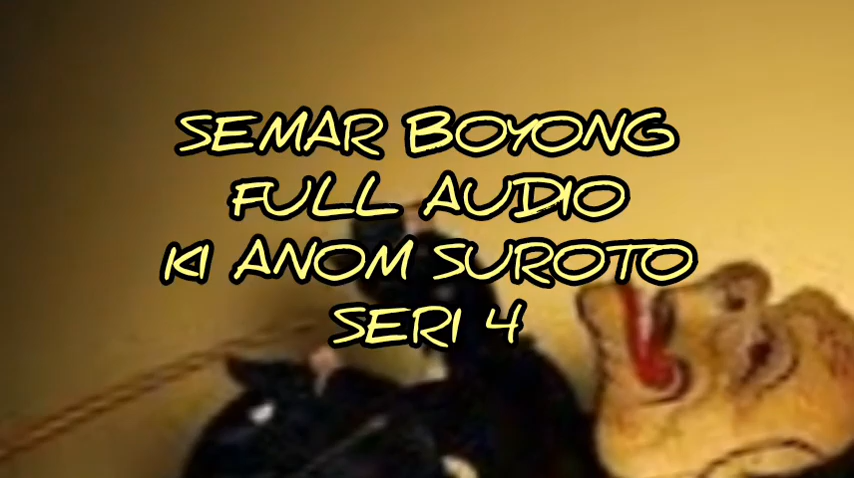 SEMAR BOYONG
FULL AUDIO
KI ANOM SUROTO
SERI 4